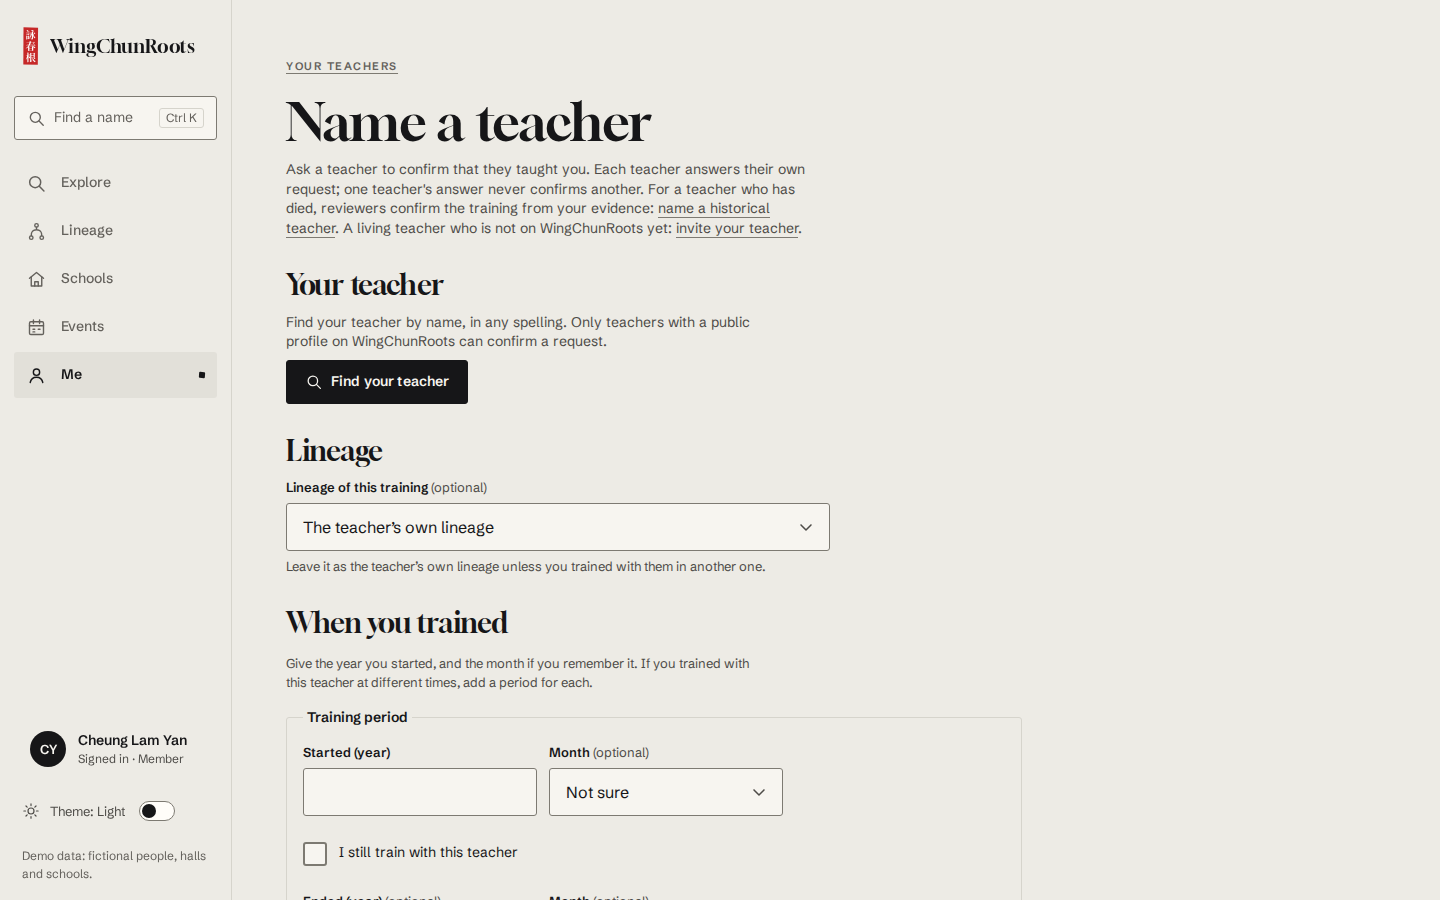 詠春根
WingChunRoots
Find a name
Ctrl K
Explore
Lineage
Schools
Events
Me
CY
Cheung Lam Yan
Signed in · Member
Theme: Light
Demo data: fictional people, halls
and schools.
YOUR TEACHERS
Name a teacher
Ask a teacher to confirm that they taught you. Each teacher answers their own
request; one teacher's answer never confirms another. For a teacher who has
died, reviewers confirm the training from your evidence: name a historical
teacher. A living teacher who is not on WingChunRoots yet: invite your teacher.
Your teacher
Find your teacher by name, in any spelling. Only teachers with a public
profile on WingChunRoots can confirm a request.
Find your teacher
Lineage
Lineage of this training (optional)
The teacher’s own lineage
Leave it as the teacher’s own lineage unless you trained with them in another one.
When you trained
Give the year you started, and the month if you remember it. If you trained with
this teacher at different times, add a period for each.
Training period
Started (year)
Month (optional)
Not sure
I still train with this teacher
Ended (year) (optional)
Month (optional)